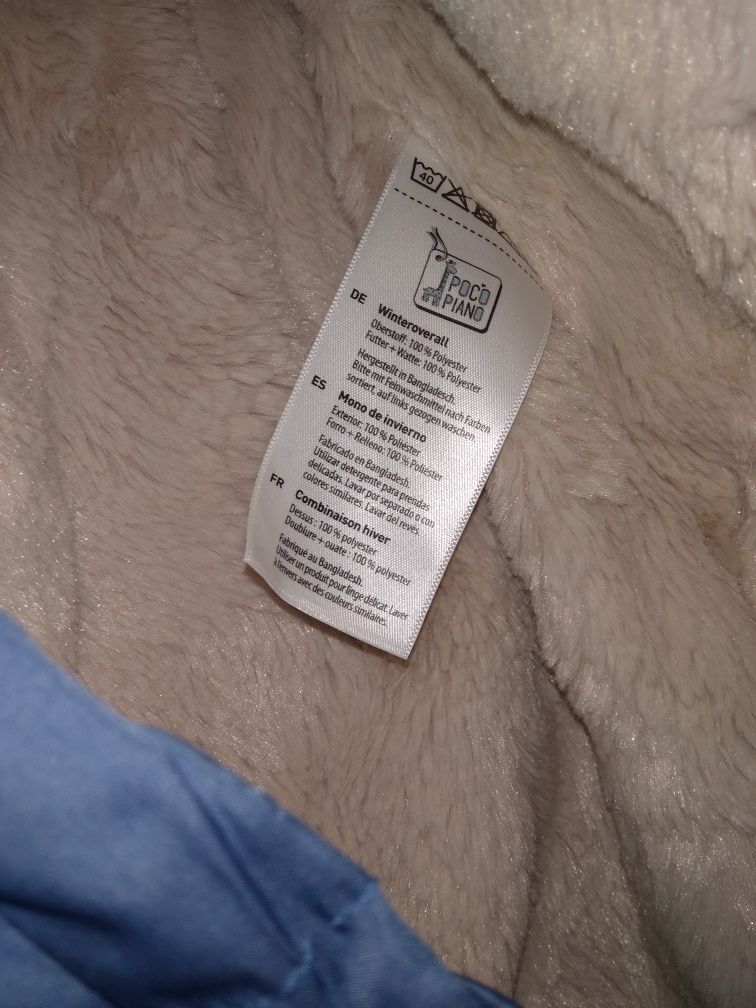 40
POCO
PIANO
DE Winteroverall
Oberstoff: 100 % Polyester
Futter + Watte: 100 % Polyester
Hergestellt in Bangladesch.
Bitte mit Feinwaschmittel nach Farben
sortiert, auf links gezogen waschen.
ES Mono de invierno
Exterior: 100 % Poliéster
Forro + Relleno: 100 % Poliéster
Fabricado en Bangladesh.
Utilizar detergente para prendas
delicadas. Lavar por separado o con
colores similares. Lavar del revés.
FR Combinaison hiver
Dessus : 100 % polyester
Doublure + ouate : 100 % polyester
Fabriqué au Bangladesh.
Utiliser un produit pour linge délicat. Laver
à l'envers avec des couleurs similaires.